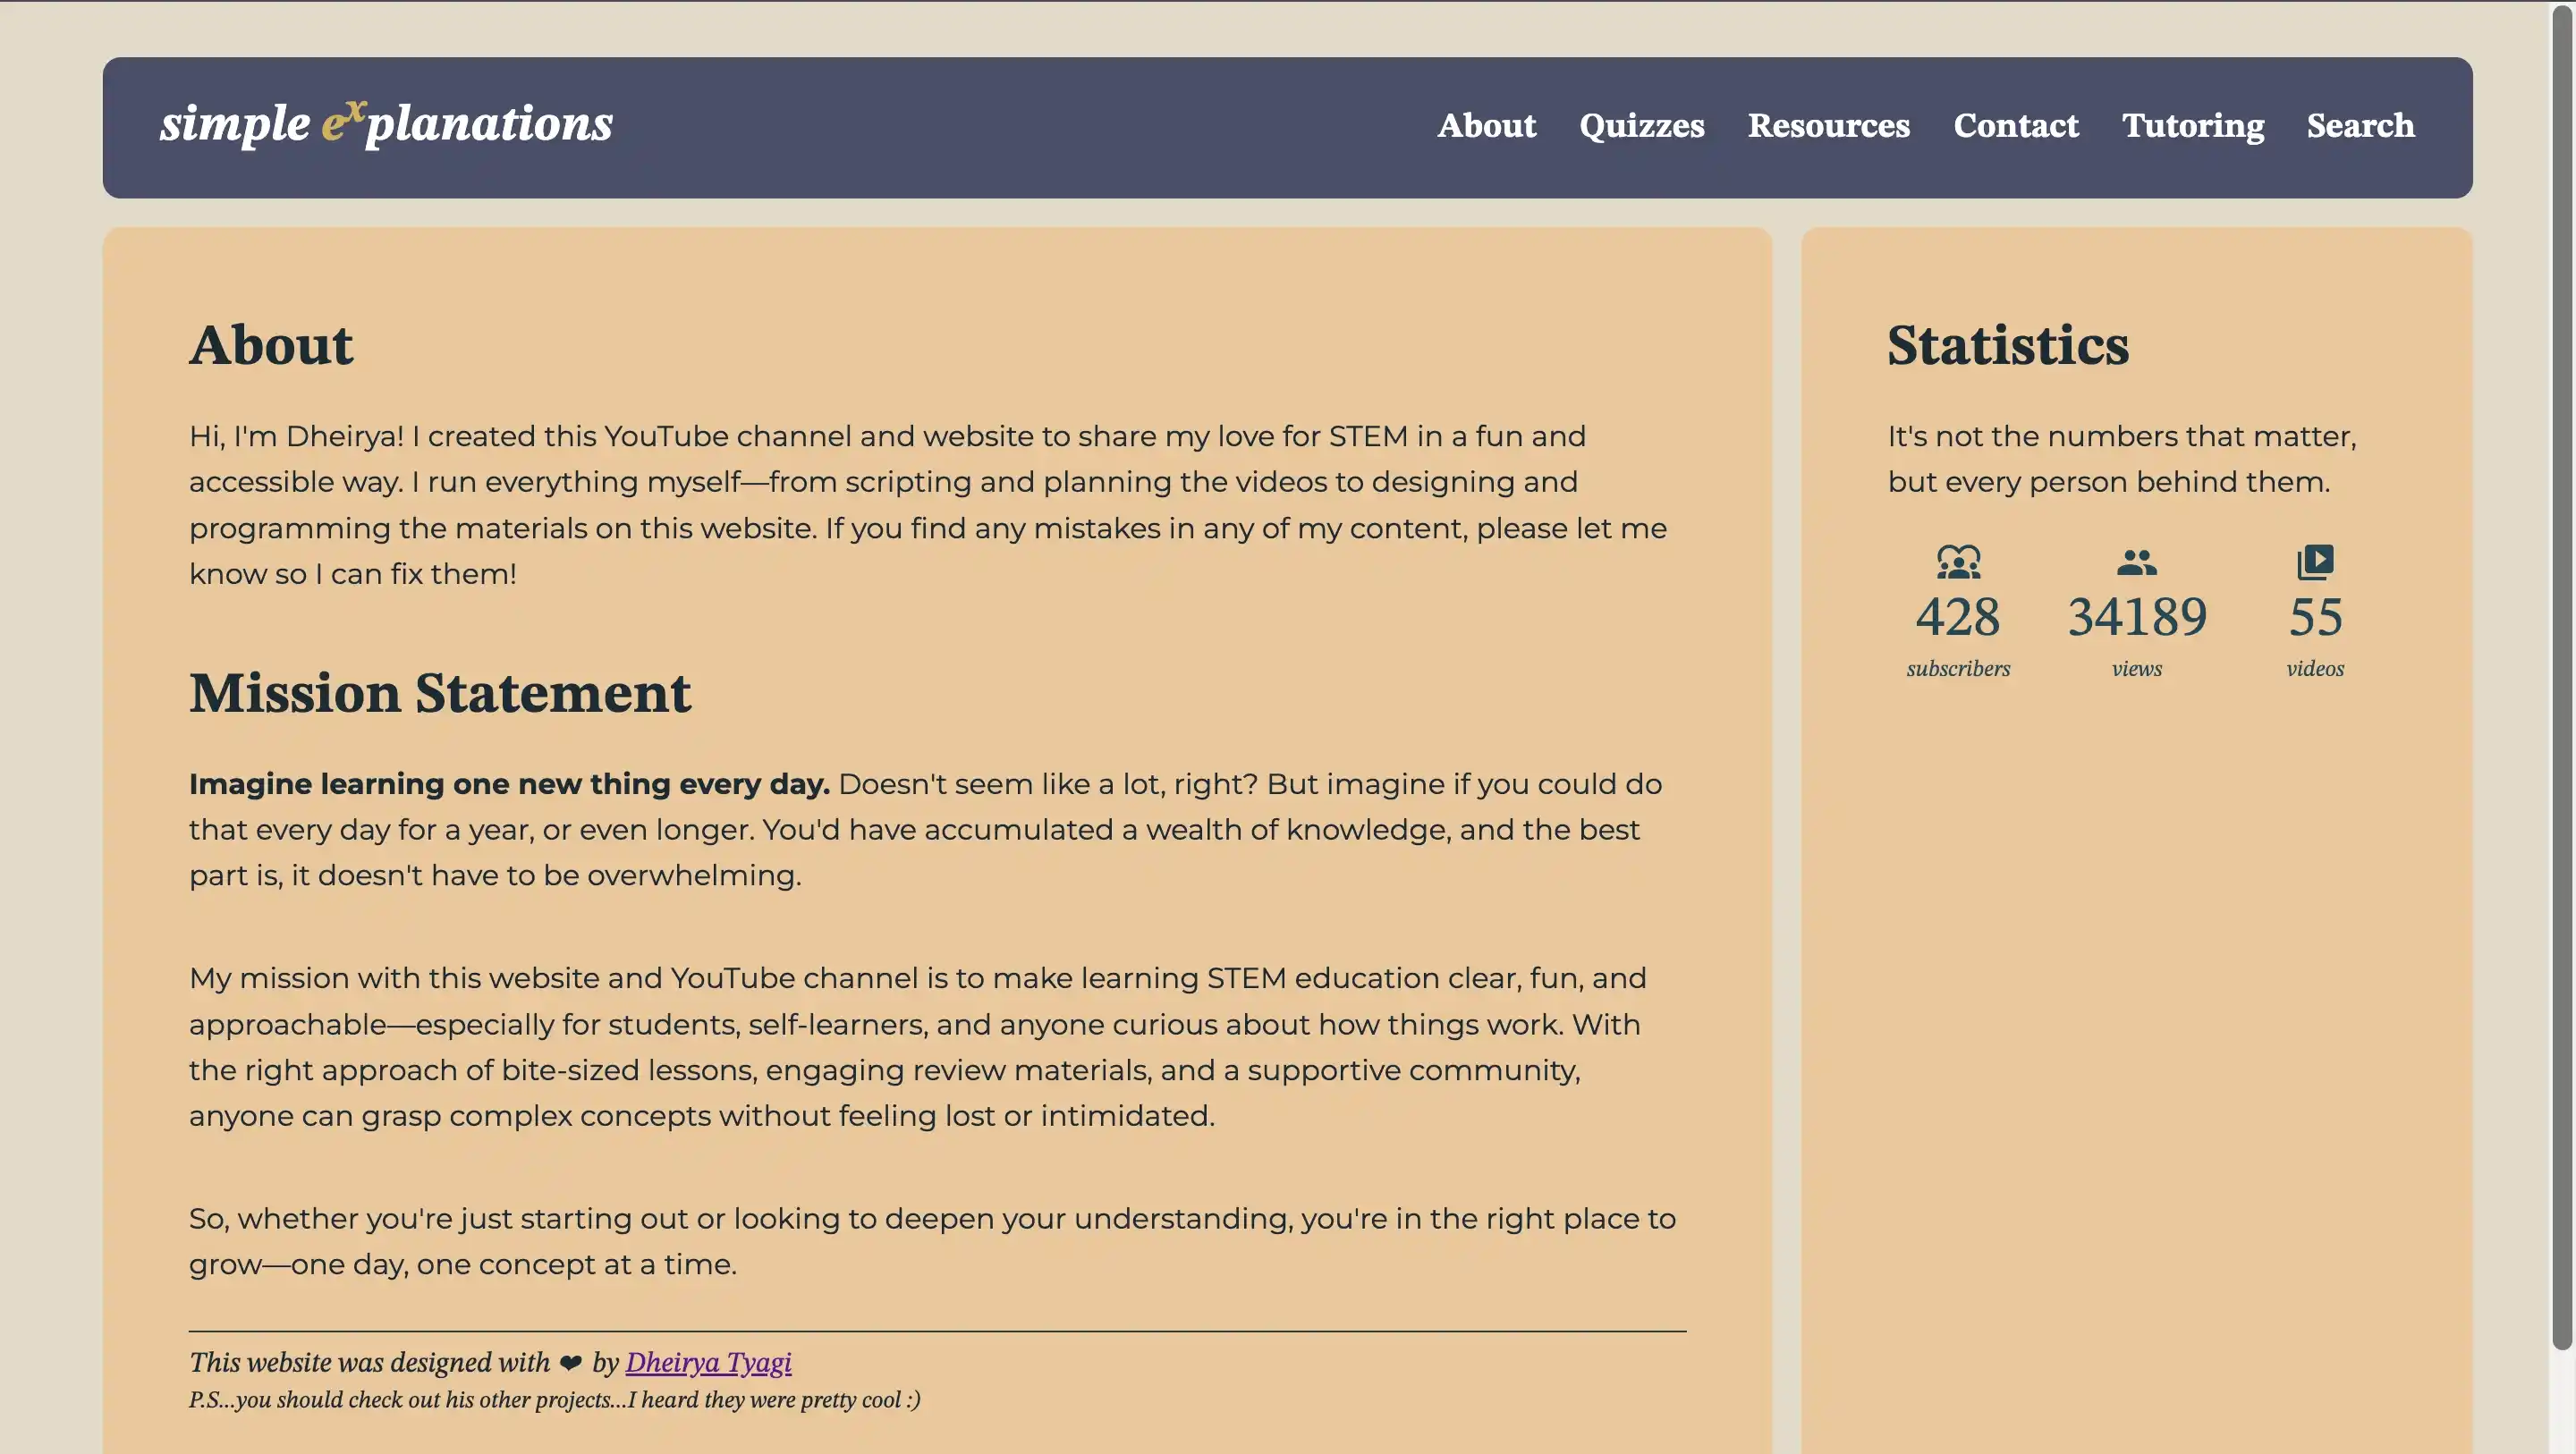 simple explanations
About Quizzes Resources Contact Tutoring Search
About
Hi, I'm Dheirya! I created this YouTube channel and website to share my love for STEM in a fun and
accessible way. I run everything myself—from scripting and planning the videos to designing and
programming the materials on this website. If you find any mistakes in any of my content, please let me
know so I can fix them!
Mission Statement
Imagine learning one new thing every day. Doesn't seem like a lot, right? But imagine if you could do
that every day for a year, or even longer. You'd have accumulated a wealth of knowledge, and the best
part is, it doesn't have to be overwhelming.
My mission with this website and YouTube channel is to make learning STEM education clear, fun, and
approachable—especially for students, self-learners, and anyone curious about how things work. With
the right approach of bite-sized lessons, engaging review materials, and a supportive community,
anyone can grasp complex concepts without feeling lost or intimidated.
So, whether you're just starting out or looking to deepen your understanding, you're in the right place to
grow—one day, one concept at a time.
This website was designed with ❤ by Dheirya Tyagi
P.S...you should check out his other projects...I heard they were pretty cool :)
Statistics
It's not the numbers that matter,
but every person behind them.
428 34189 55
subscribers views videos